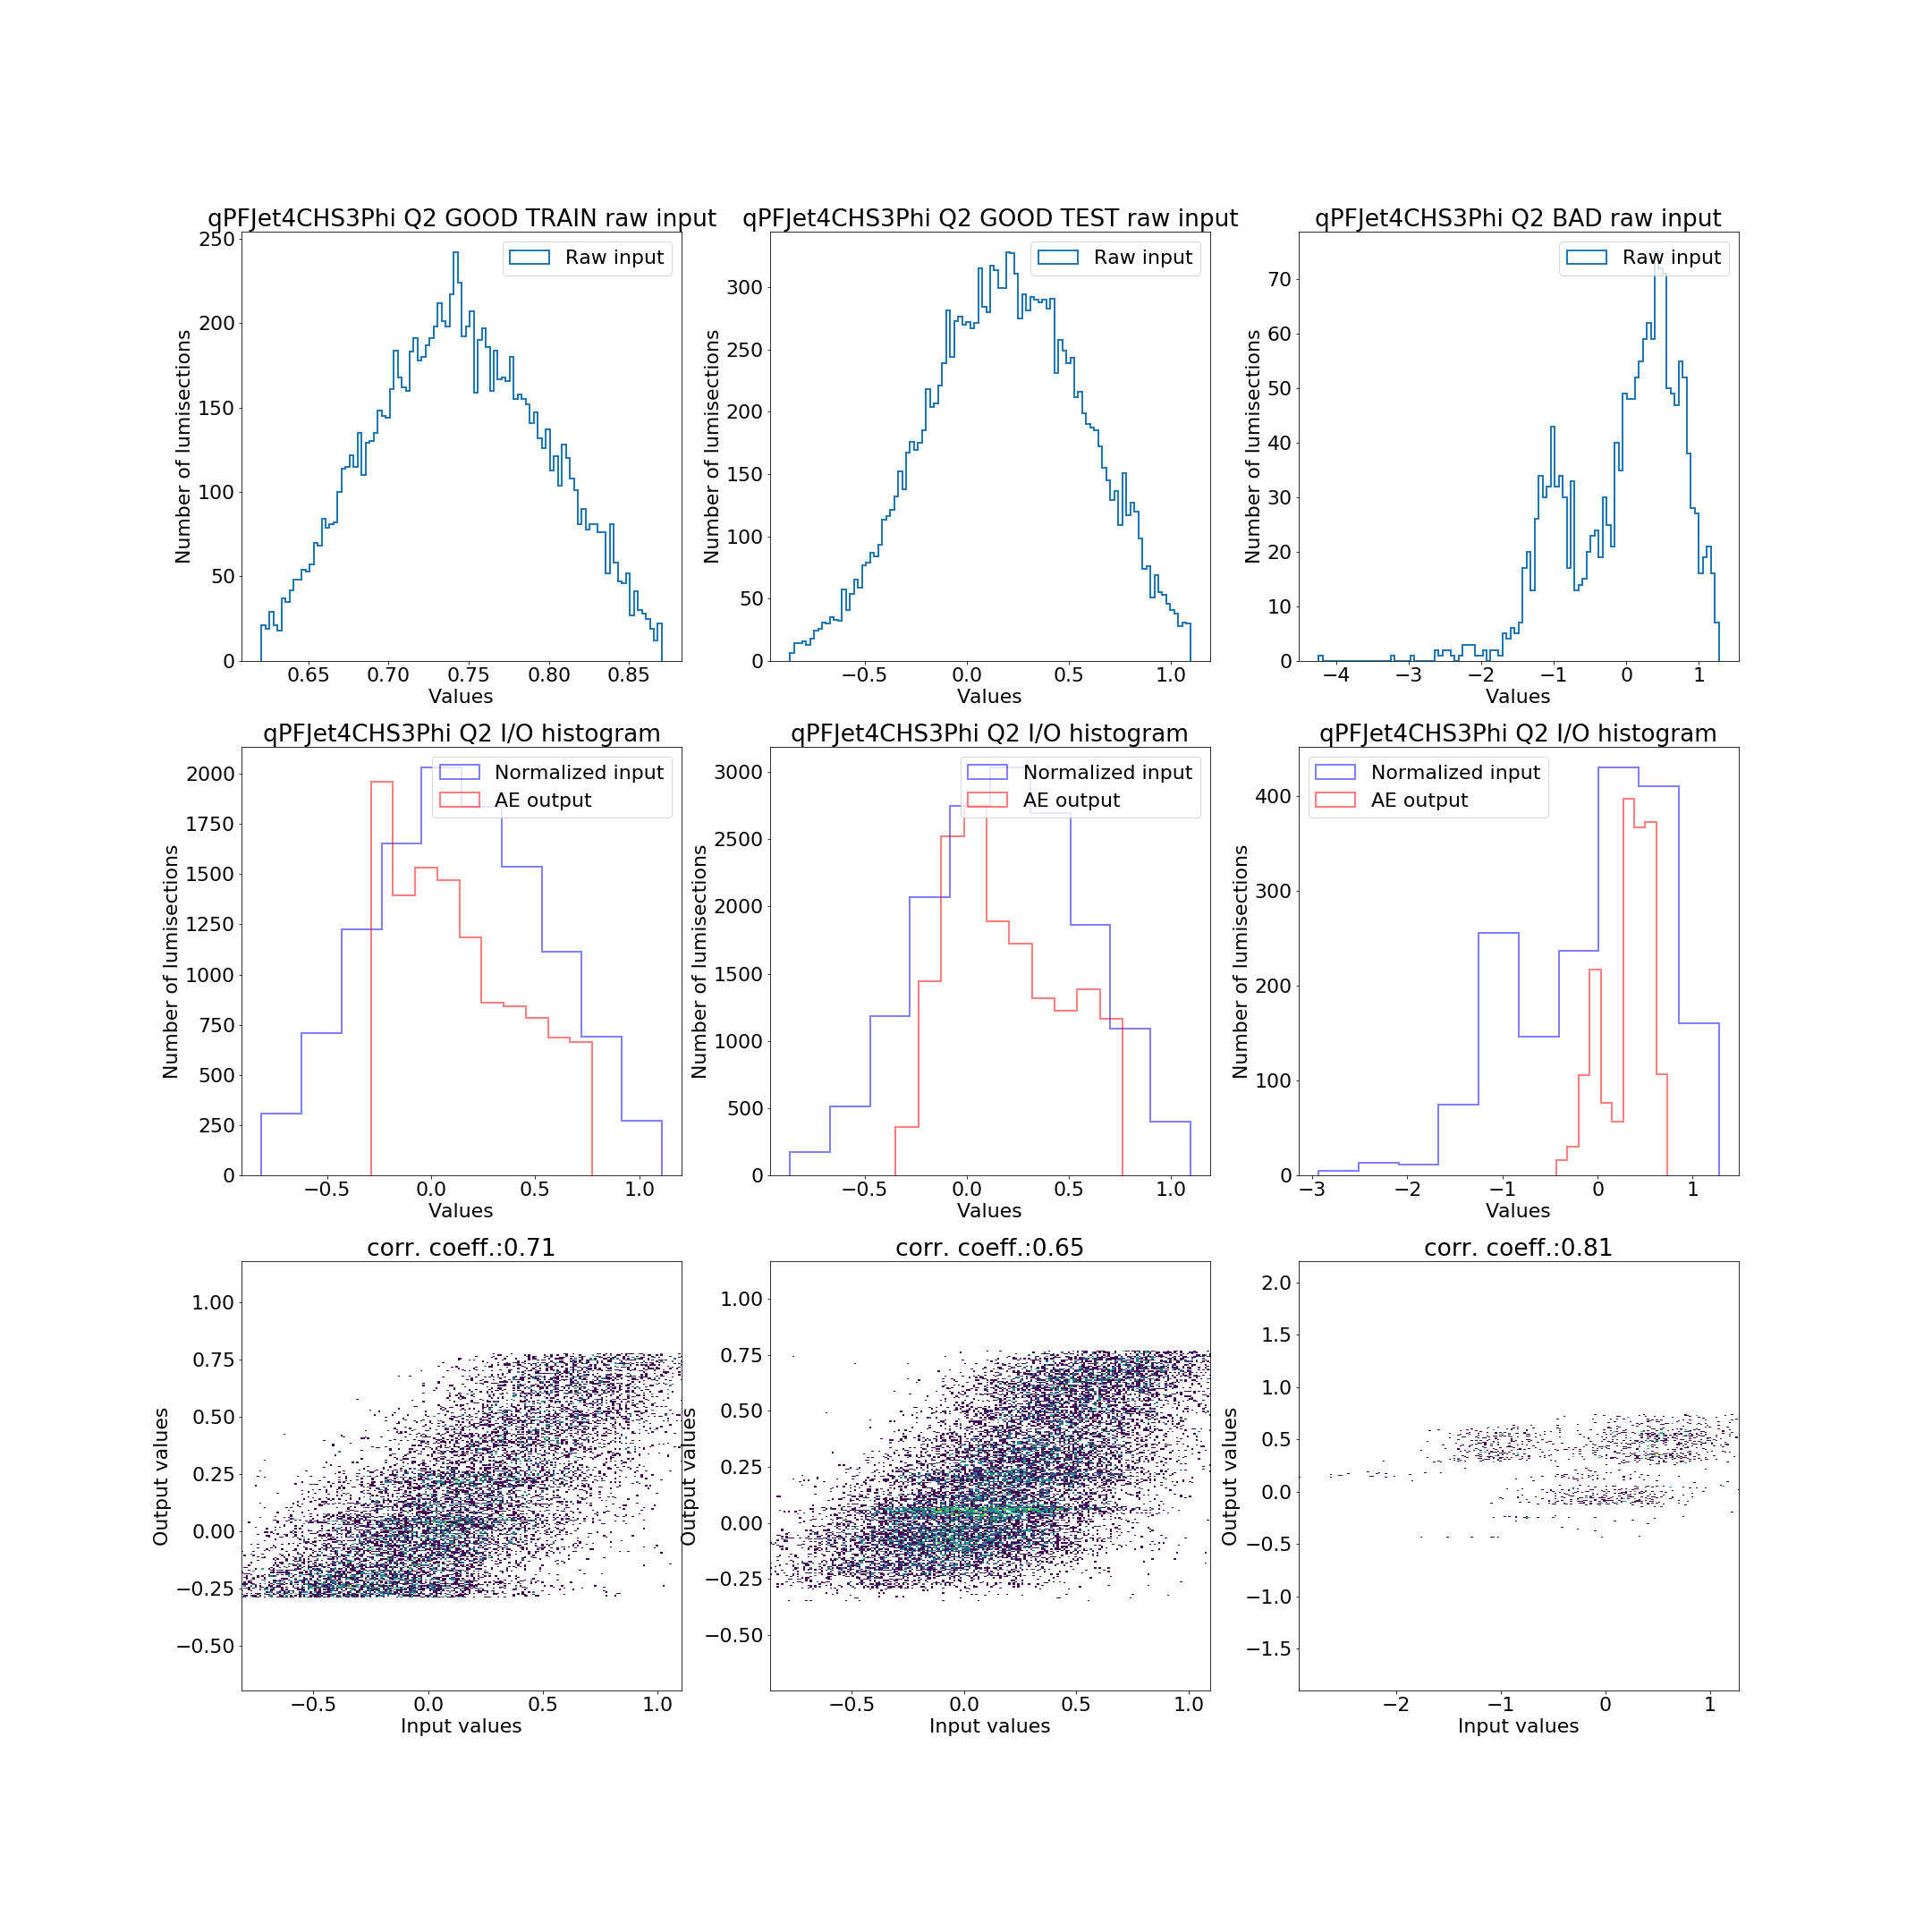 qPFJet4CHS3Phi Q2 GOOD TRAIN raw input
250
200
150
100
50
0
Number of lumisections
Raw input
0.65 0.70 0.75 0.80 0.85
Values
qPFJet4CHS3Phi Q2 GOOD TEST raw input
300
250
200
150
100
50
0
Number of lumisections
Raw input
−0.5 0.0 0.5 1.0
Values
qPFJet4CHS3Phi Q2 BAD raw input
70
60
50
40
30
20
10
0
Number of lumisections
Raw input
−4 −3 −2 −1 0 1
Values
qPFJet4CHS3Phi Q2 I/O histogram
2000
1750
1500
1250
1000
750
500
250
0
Number of lumisections
Normalized input
AE output
−0.5 0.0 0.5 1.0
Values
qPFJet4CHS3Phi Q2 I/O histogram
3000
2500
2000
1500
1000
500
0
Number of lumisections
Normalized input
AE output
−0.5 0.0 0.5 1.0
Values
qPFJet4CHS3Phi Q2 I/O histogram
400
300
200
100
0
Number of lumisections
Normalized input
AE output
−3 −2 −1 0 1
Values
corr. coeff.:0.71
1.00
0.75
0.50
0.25
0.00
−0.25
−0.50
Output values
−0.5 0.0 0.5 1.0
Input values
corr. coeff.:0.65
1.00
0.75
0.50
0.25
0.00
−0.25
−0.50
Output values
−0.5 0.0 0.5 1.0
Input values
corr. coeff.:0.81
2.0
1.5
1.0
0.5
0.0
−0.5
−1.0
−1.5
Output values
−2 −1 0 1
Input values